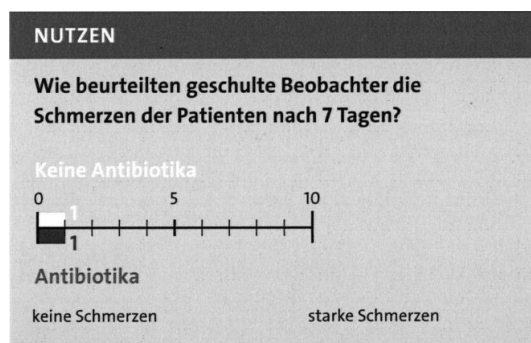 NUTZEN
Wie beurteilten geschulte Beobachter die
Schmerzen der Patienten nach 7 Tagen?
Keine Antibiotika
0 5 10
1
1
Antibiotika
keine Schmerzen starke Schmerzen